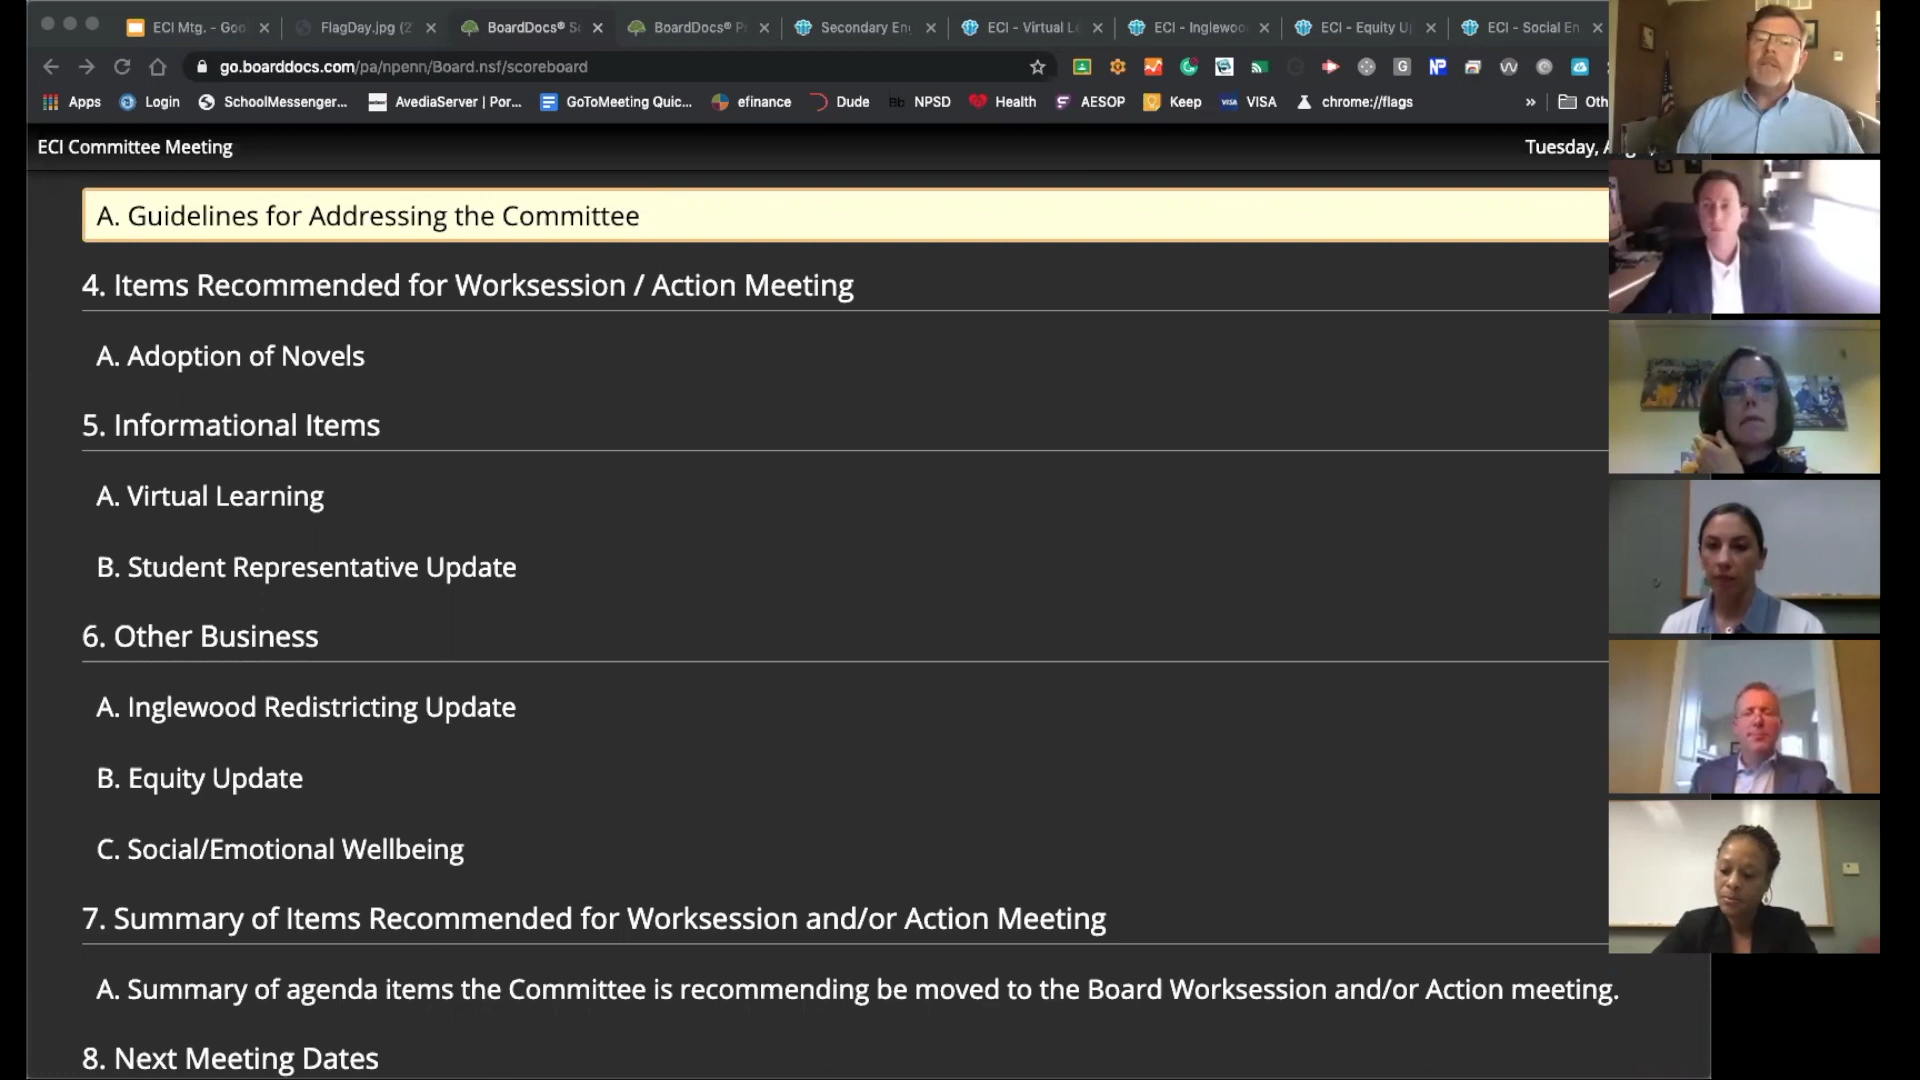 ECI Mtg. - Goo
FlagDay.jpg (2
BoardDocs® S
BoardDocs® P
Secondary En
ECI - Virtual L
ECI - Inglewoo
ECI - Equity U
ECI - Social En
go.boarddocs.com/pa/npenn/Board.nsf/scoreboard
Apps
Login
SchoolMessenger...
AvediaServer | Por...
GoToMeeting Quic...
efinance
Dude
Bb NPSD
Health
AESOP
Keep
VISA VISA
chrome://flags
»
Oth
ECI Committee Meeting
Tuesday,
A. Guidelines for Addressing the Committee
4. Items Recommended for Worksession / Action Meeting
A. Adoption of Novels
5. Informational Items
A. Virtual Learning
B. Student Representative Update
6. Other Business
A. Inglewood Redistricting Update
B. Equity Update
C. Social/Emotional Wellbeing
7. Summary of Items Recommended for Worksession and/or Action Meeting
A. Summary of agenda items the Committee is recommending be moved to the Board Worksession and/or Action meeting.
8. Next Meeting Dates